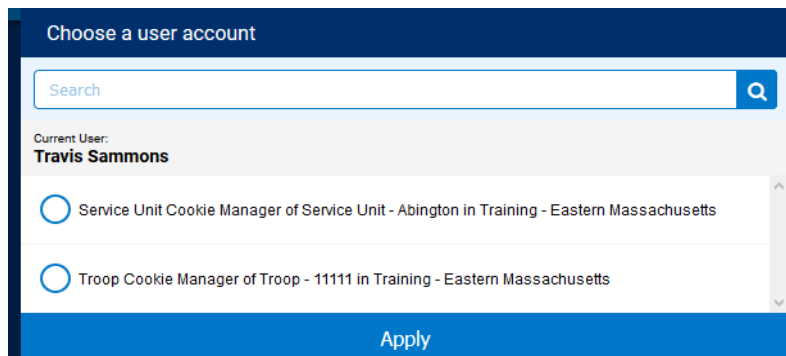 Choose a user account
Search
Current User:
Travis Sammons
Service Unit Cookie Manager of Service Unit - Abington in Training - Eastern Massachusetts
Troop Cookie Manager of Troop - 11111 in Training - Eastern Massachusetts
Apply